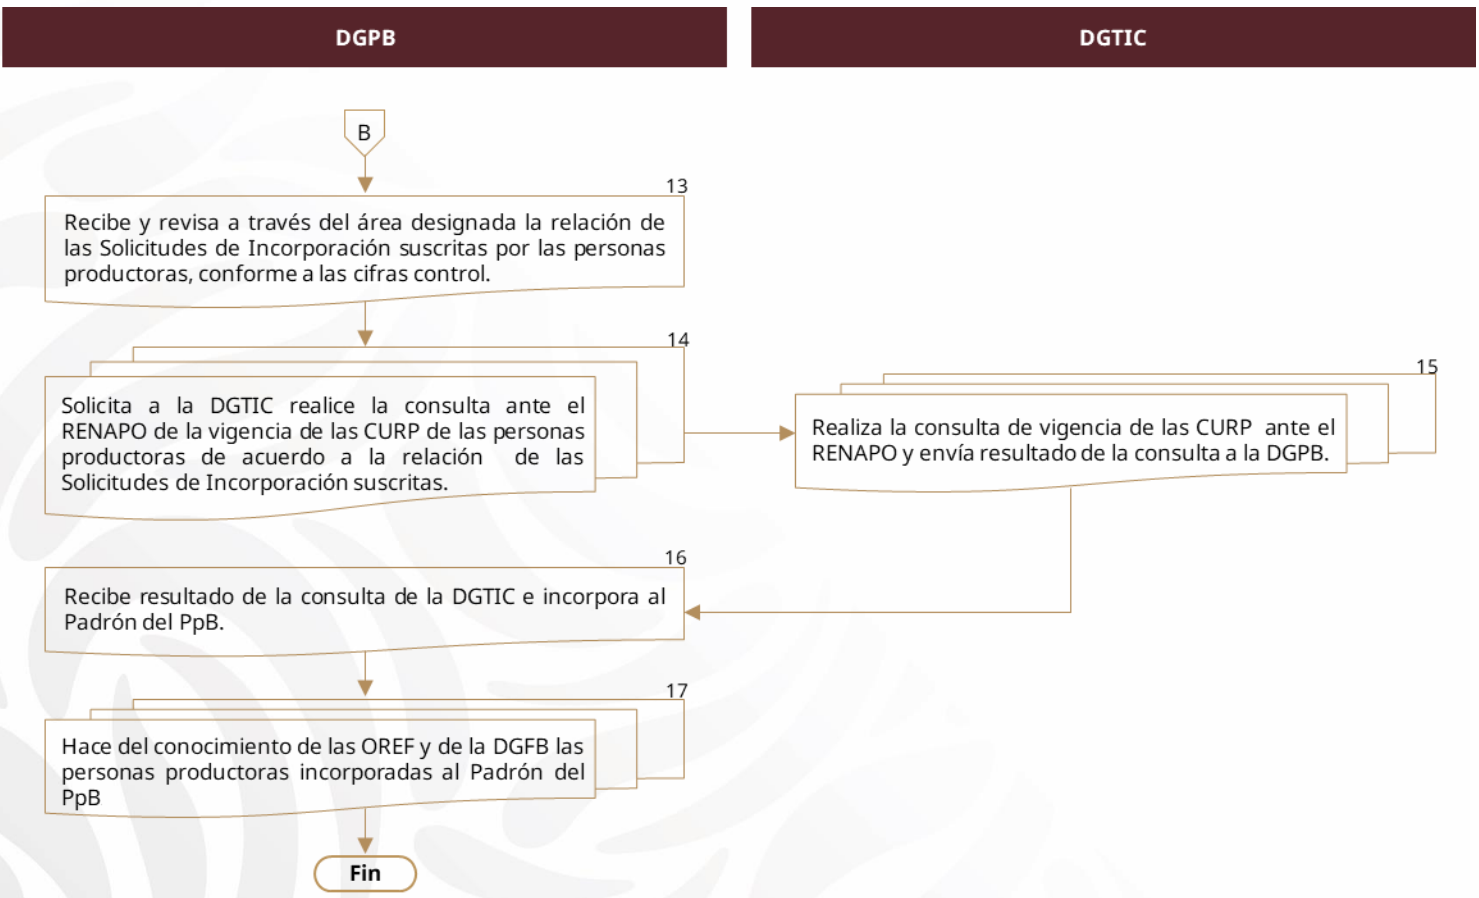 DGPB
DGTIC
B
13
Recibe y revisa a través del área designada la relación de
las Solicitudes de Incorporación suscritas por las personas
productoras, conforme a las cifras control.
14
Solicita a la DGTIC realice la consulta ante el
RENAPO de la vigencia de las CURP de las personas
productoras de acuerdo a la relación de las
Solicitudes de Incorporación suscritas.
15
Realiza la consulta de vigencia de las CURP ante el
RENAPO y envía resultado de la consulta a la DGPB.
16
Recibe resultado de la consulta de la DGTIC e incorpora al
Padrón del PpB.
17
Hace del conocimiento de las OREF y de la DGFB las
personas productoras incorporadas al Padrón del
PpB
Fin